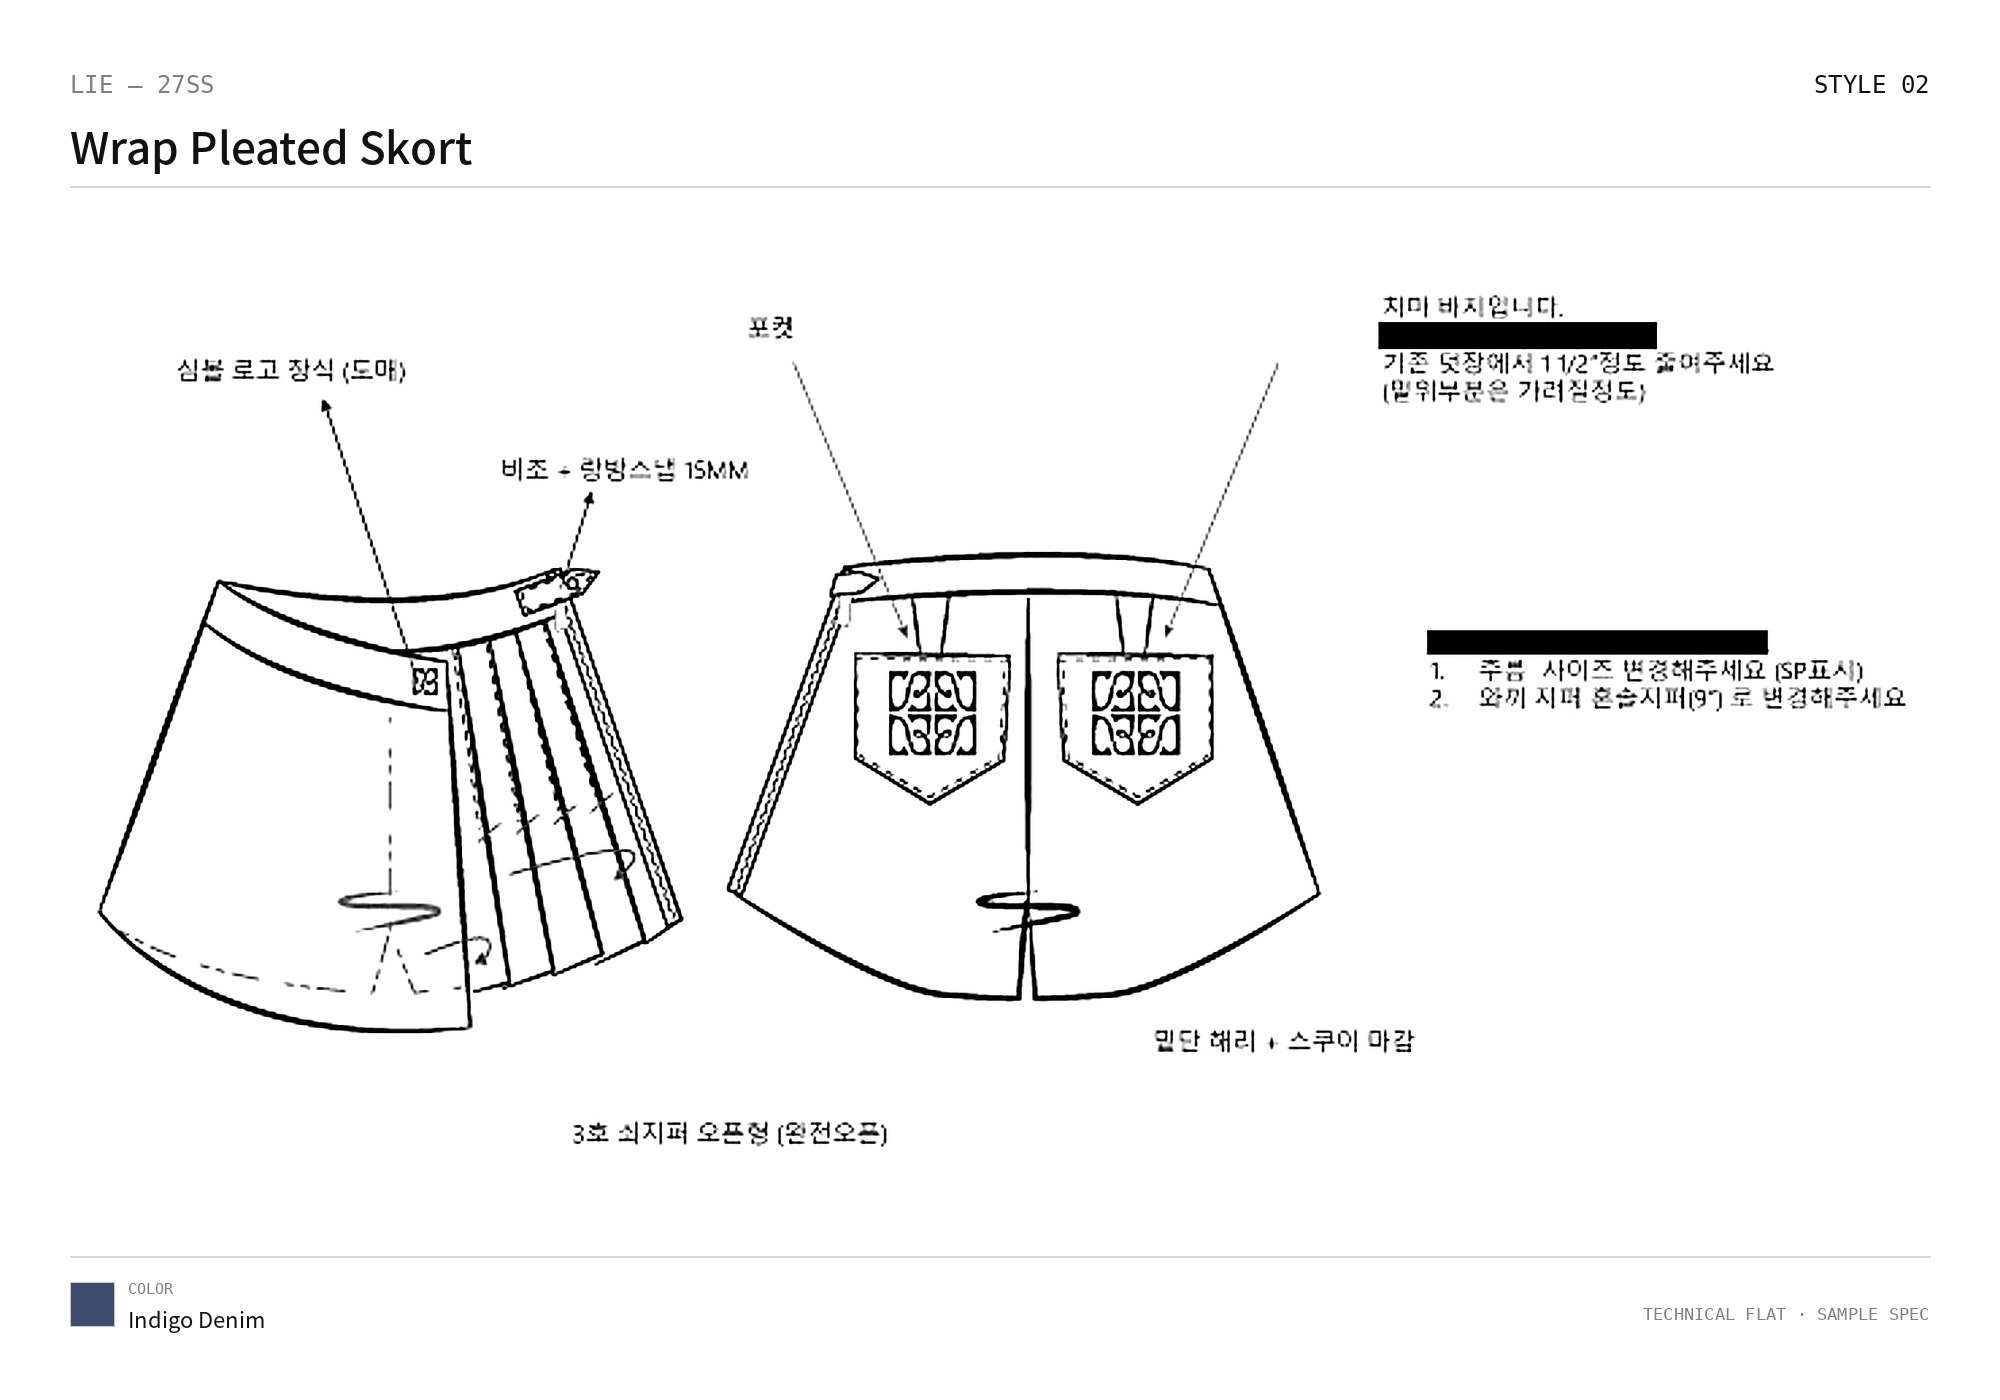 LIE — 27SS
STYLE 02
Wrap Pleated Skort
치마 바지입니다.
기존 덧장에서 1 1/2"정도 줄여주세요
(밑위부분은 가려질정도)
포켓
심볼 로고 장식 (도매)
비조 + 링방스냅 15MM
1. 주름 사이즈 변경해주세요 (SP표시)
2. 와끼 지퍼 혼솔지퍼(9") 로 변경해주세요
밑단 해리 + 스쿠이 마감
3호 쇠지퍼 오픈형 (완전오픈)
COLOR
Indigo Denim
TECHNICAL FLAT · SAMPLE SPEC